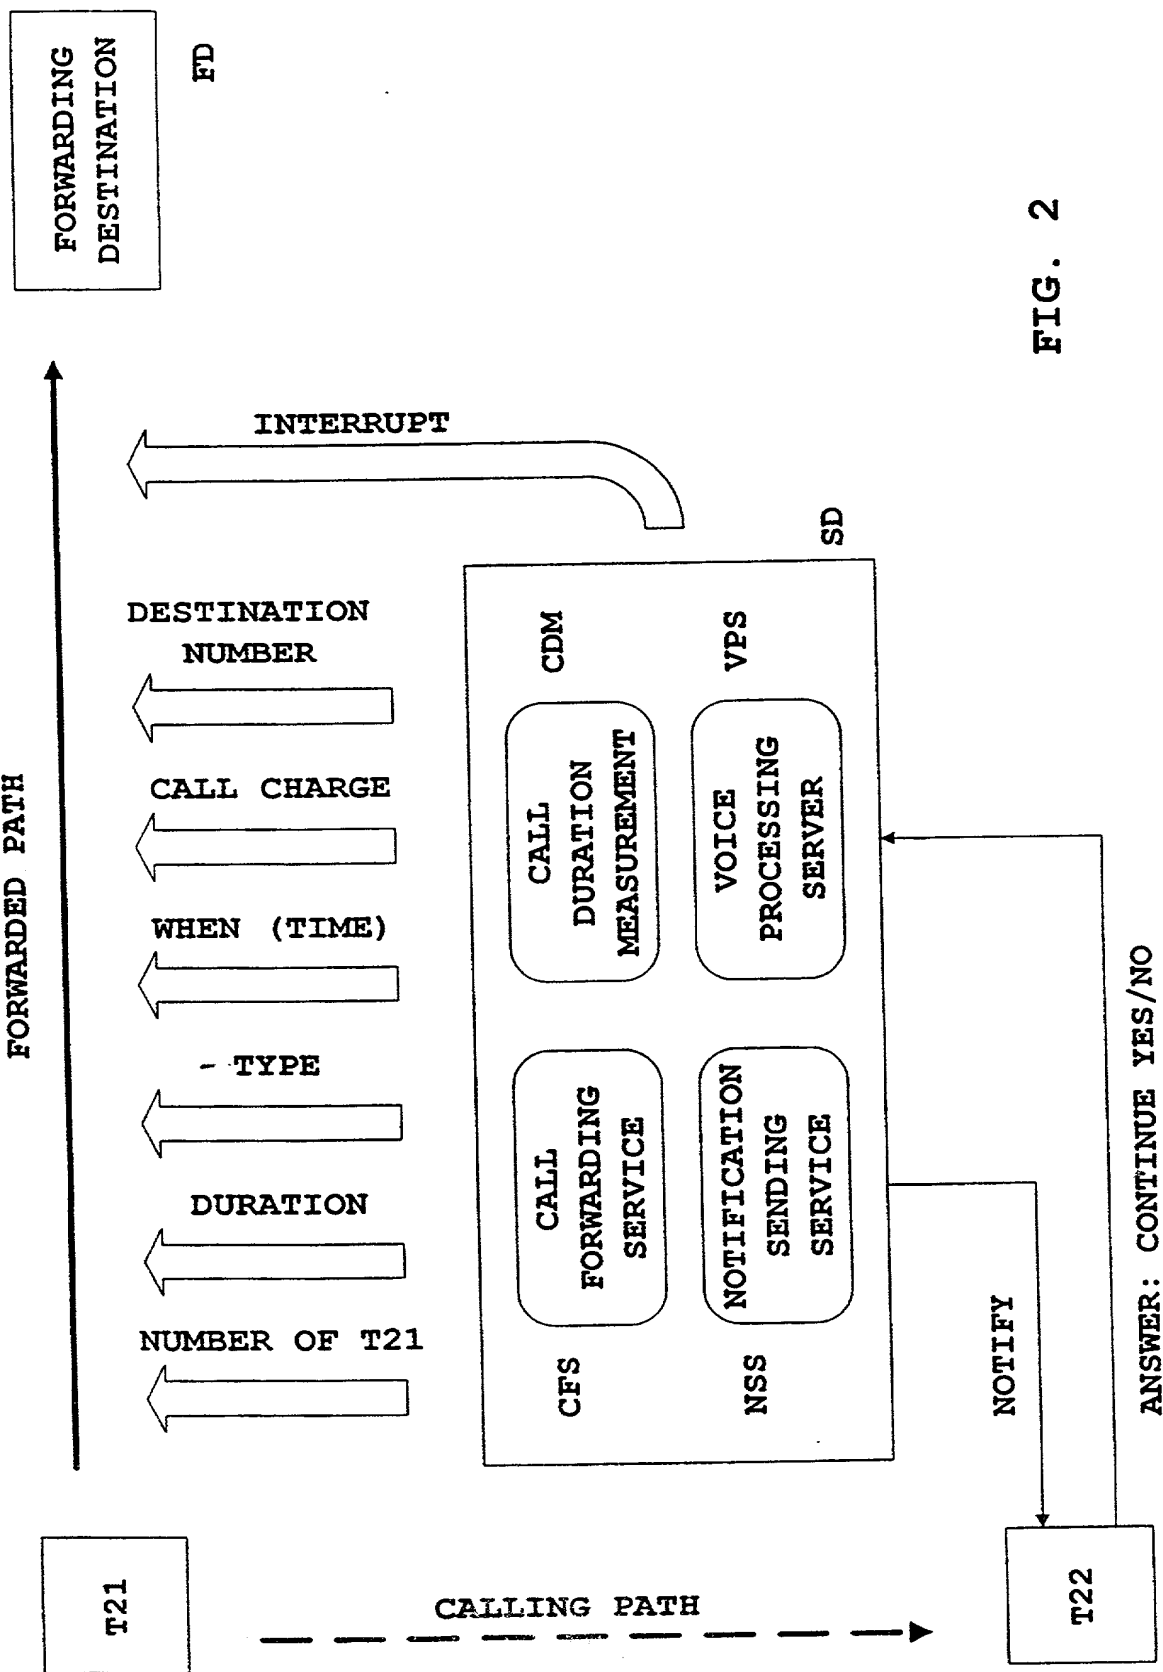 FORWARDED PATH
T21
FORWARDING
DESTINATION
FD
NUMBER OF T21
DURATION
- TYPE
WHEN (TIME)
CALL CHARGE
DESTINATION
NUMBER
INTERRUPT
CALLING PATH
CFS
CALL
FORWARDING
SERVICE
CALL
DURATION
MEASUREMENT
CDM
NSS
NOTIFICATION
SENDING
SERVICE
VOICE
PROCESSING
SERVER
VPS
SD
NOTIFY
T22
ANSWER: CONTINUE YES/NO
FIG. 2